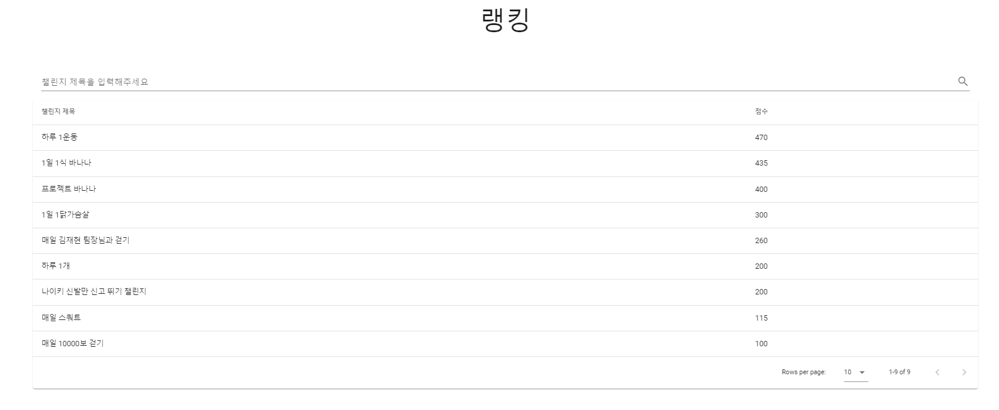 랭킹
챌린지 제목을 입력해주세요
챌린지 제목 점수
하루 1운동 470
1일 1식 바나나 435
프로젝트 바나나 400
1일 1닭가슴살 300
매일 김재현 팀장님과 걷기 260
하루 1개 200
나이키 신발만 신고 뛰기 챌린지 200
매일 스쿼트 115
매일 10000보 걷기 100
Rows per page: 10 1-9 of 9